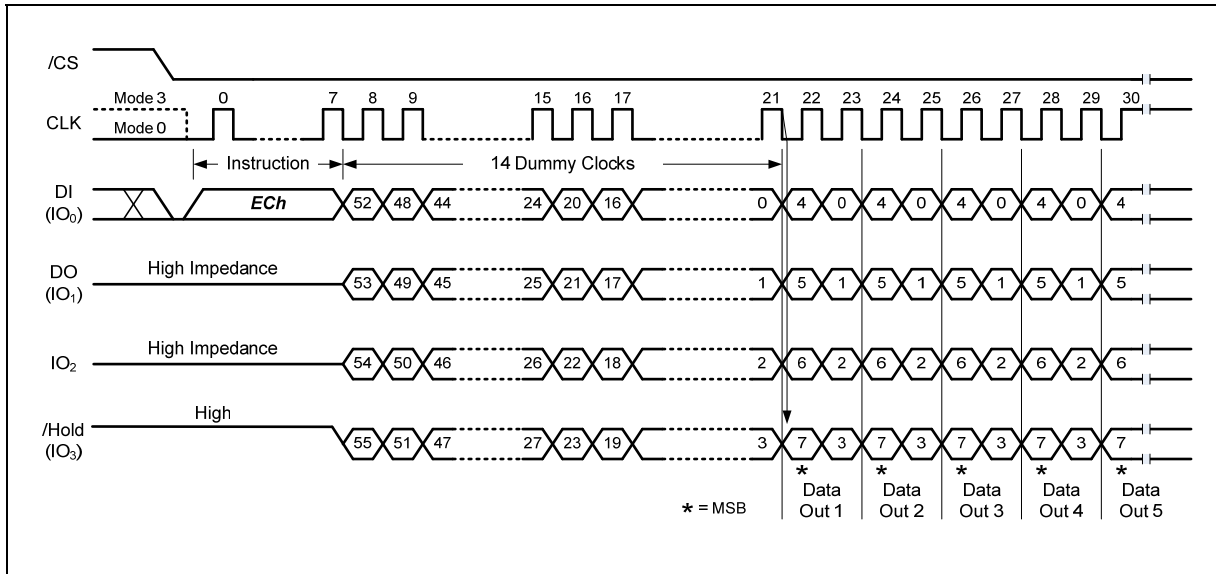 /CS
Mode 3 0 7 8 9 15 16 17 21 22 23 24 25 26 27 28 29 30
CLK
Mode 0
Instruction 14 Dummy Clocks
DI
(IO0)
ECh 52 48 44 24 20 16 0 4 0 4 0 4 0 4 0 4
DO
(IO1)
High Impedance 53 49 45 25 21 17 1 5 1 5 1 5 1 5 1 5
IO2
High Impedance 54 50 46 26 22 18 2 6 2 6 2 6 2 6 2 6
/Hold
(IO3)
High 55 51 47 27 23 19 3 7 3 7 3 7 3 7 3 7
* * * * *
* = MSB
Data
Out 1
Data
Out 2
Data
Out 3
Data
Out 4
Data
Out 5